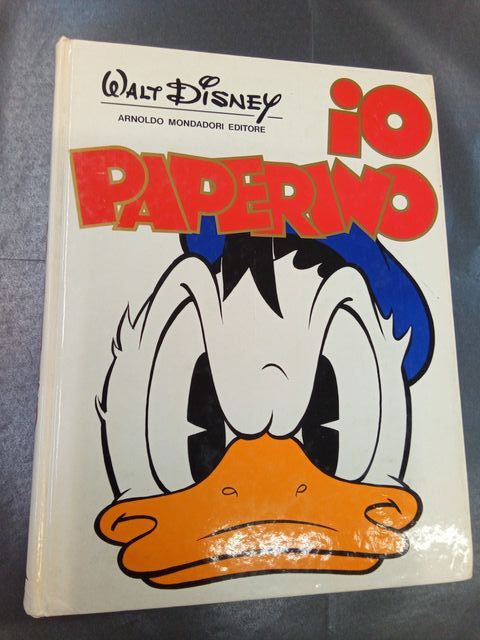 WALT DISNEY
ARNOLDO MONDADORI EDITORE
iO
PAPERINO